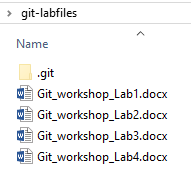 git-labfiles
Name
.git
Git_workshop_Lab1.docx
Git_workshop_Lab2.docx
Git_workshop_Lab3.docx
Git_workshop_Lab4.docx